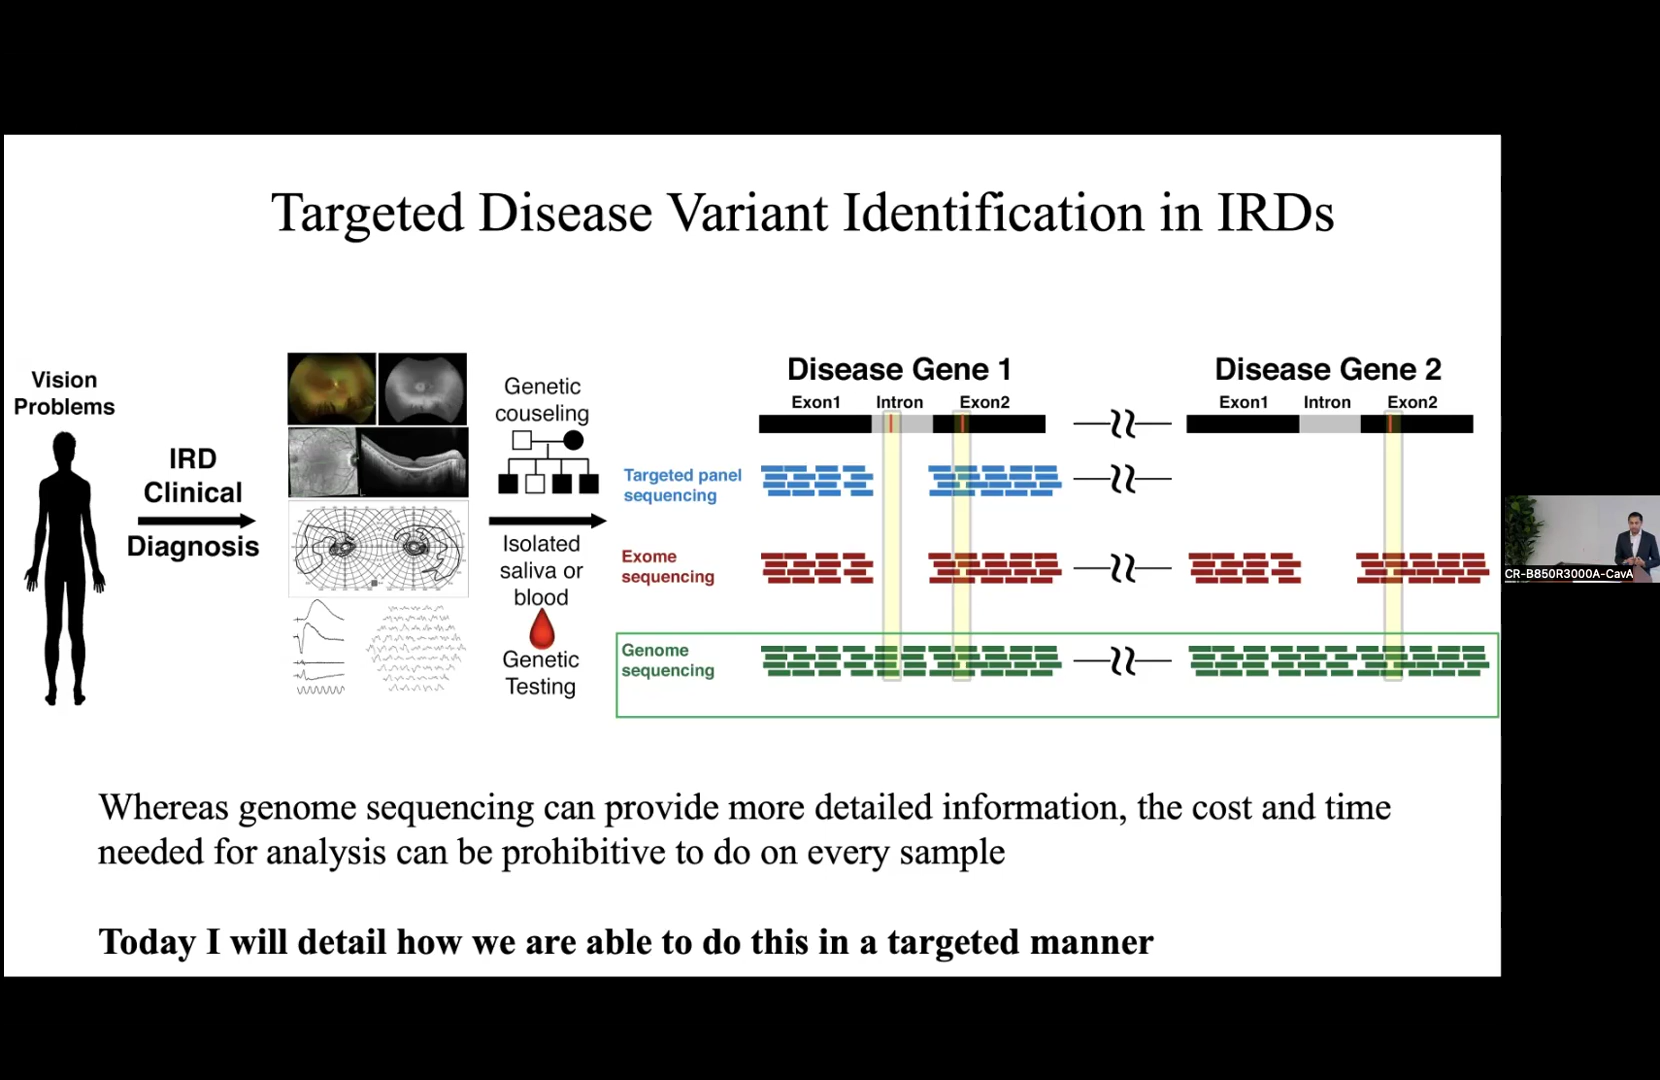 Targeted Disease Variant Identification in IRDs
Vision
Problems
IRD
Clinical
Diagnosis
Genetic
couseling
Isolated
saliva or
blood
Genetic
Testing
Disease Gene 1
Exon1 Intron Exon2
Disease Gene 2
Exon1 Intron Exon2
Targeted panel
sequencing
Exome
sequencing
Genome
sequencing
Whereas genome sequencing can provide more detailed information, the cost and time
needed for analysis can be prohibitive to do on every sample
Today I will detail how we are able to do this in a targeted manner
CR-B850R3000A-CavA